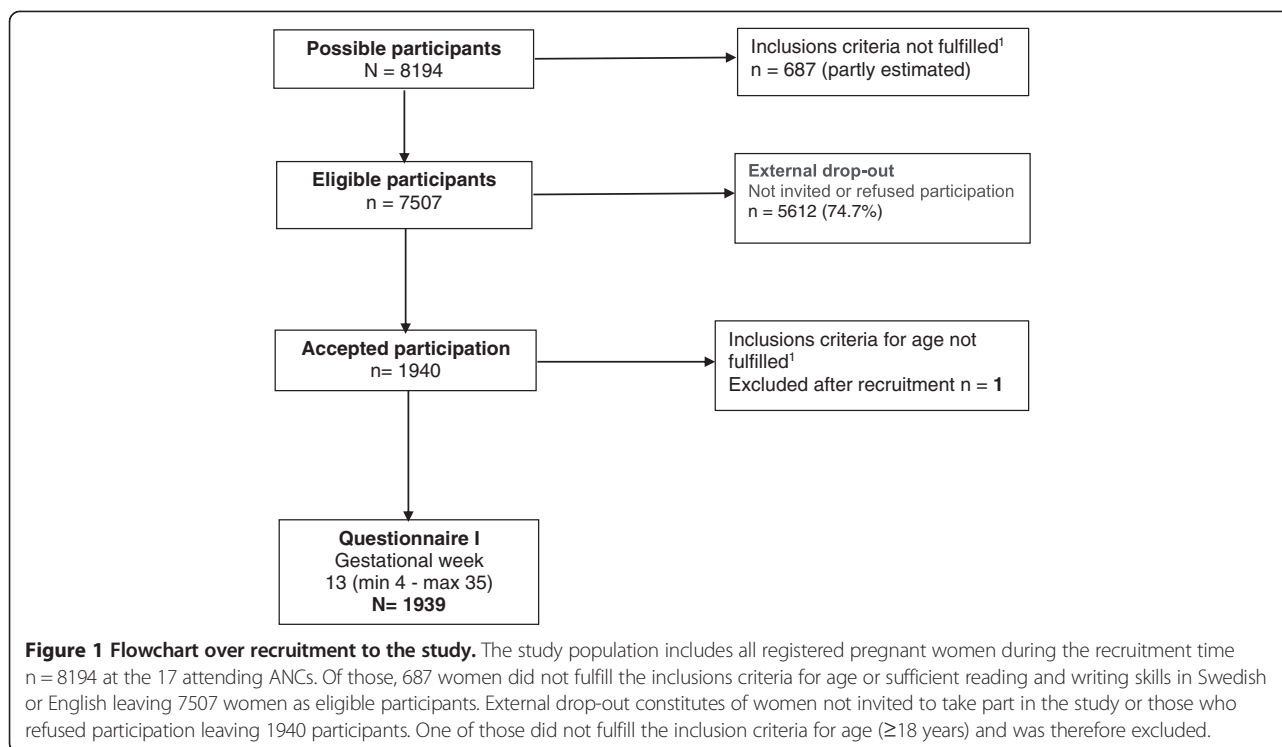 Possible participants
N = 8194
Inclusions criteria not fulfilled¹
n = 687 (partly estimated)
Eligible participants
n = 7507
External drop-out
Not invited or refused participation
n = 5612 (74.7%)
Accepted participation
n= 1940
Inclusions criteria for age not
fulfilled¹
Excluded after recruitment n = 1
Questionnaire I
Gestational week
13 (min 4 - max 35)
N= 1939
Figure 1 Flowchart over recruitment to the study. The study population includes all registered pregnant women during the recruitment time
n = 8194 at the 17 attending ANCs. Of those, 687 women did not fulfill the inclusions criteria for age or sufficient reading and writing skills in Swedish
or English leaving 7507 women as eligible participants. External drop-out constitutes of women not invited to take part in the study or those who
refused participation leaving 1940 participants. One of those did not fulfill the inclusion criteria for age (≥18 years) and was therefore excluded.